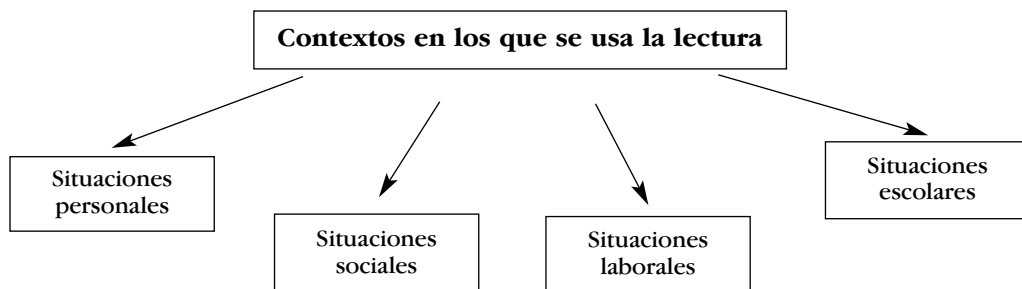 Contextos en los que se usa la lectura
Situaciones
personales
Situaciones
sociales
Situaciones
laborales
Situaciones
escolares